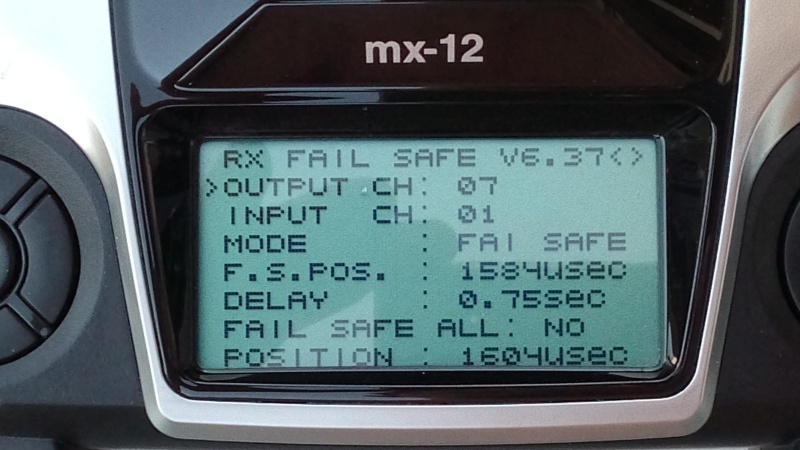 mx-12
RX FAIL SAFE V6.37<>
>OUTPUT CH: 07
INPUT CH: 01
MODE : FAI SAFE
F.S.POS. : 1584usec
DELAY : 0.75sec
FAIL SAFE ALL: NO
POSITION : 1604usec